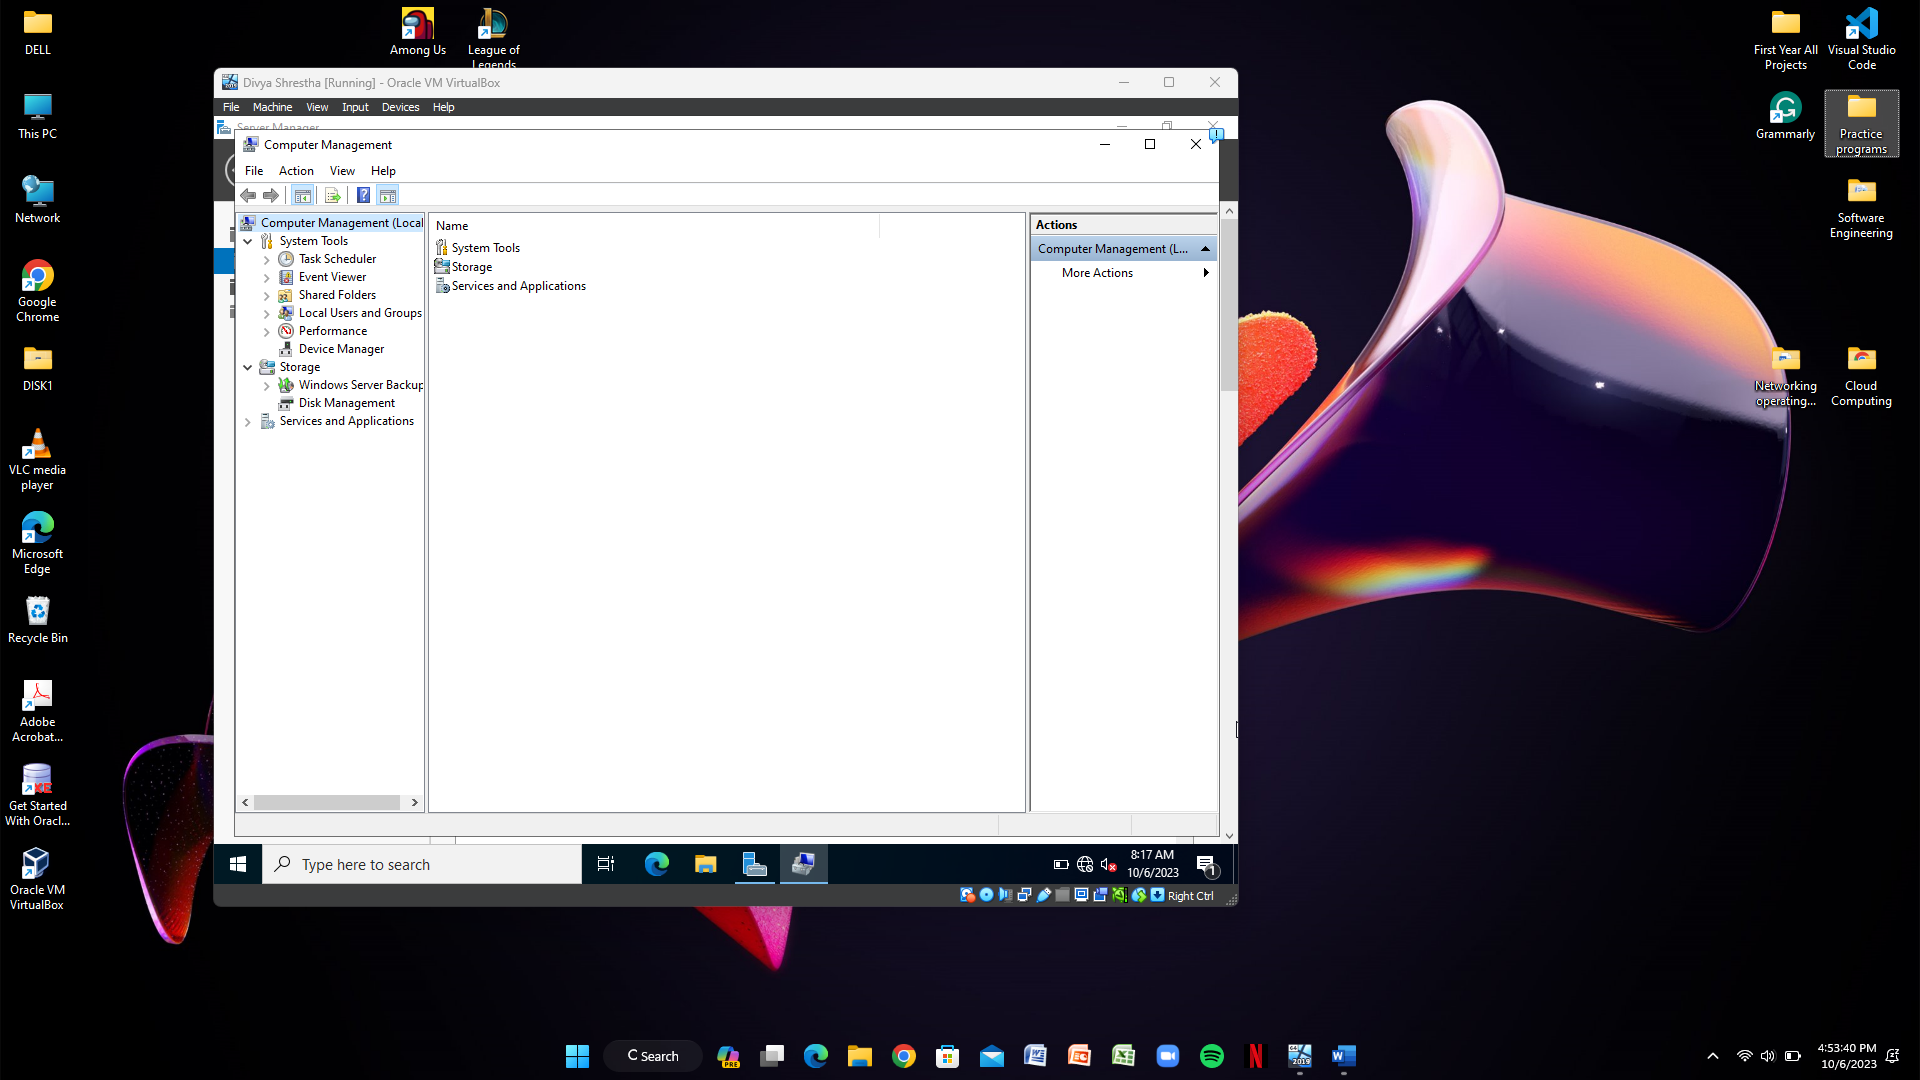 DELL
This PC
Network
Google
Chrome
DISK1
VLC media
player
Microsoft
Edge
Recycle Bin
Adobe
Acrobat...
Get Started
With Oracl...
Oracle VM
VirtualBox
Among Us
League of
Legends
Divya Shrestha [Running] - Oracle VM VirtualBox
File Machine View Input Devices Help
Server Manager
Computer Management
File Action View Help
Computer Management (Local
System Tools
Task Scheduler
Event Viewer
Shared Folders
Local Users and Groups
Performance
Device Manager
Storage
Windows Server Backup
Disk Management
Services and Applications
Name
System Tools
Storage
Services and Applications
Actions
Computer Management (L...
More Actions
Type here to search
8:17 AM
10/6/2023
1
Right Ctrl
First Year All
Projects
Visual Studio
Code
Grammarly
Practice
programs
Software
Engineering
Networking
operating...
Cloud
Computing
Search
PRE
2019
4:53:40 PM
10/6/2023